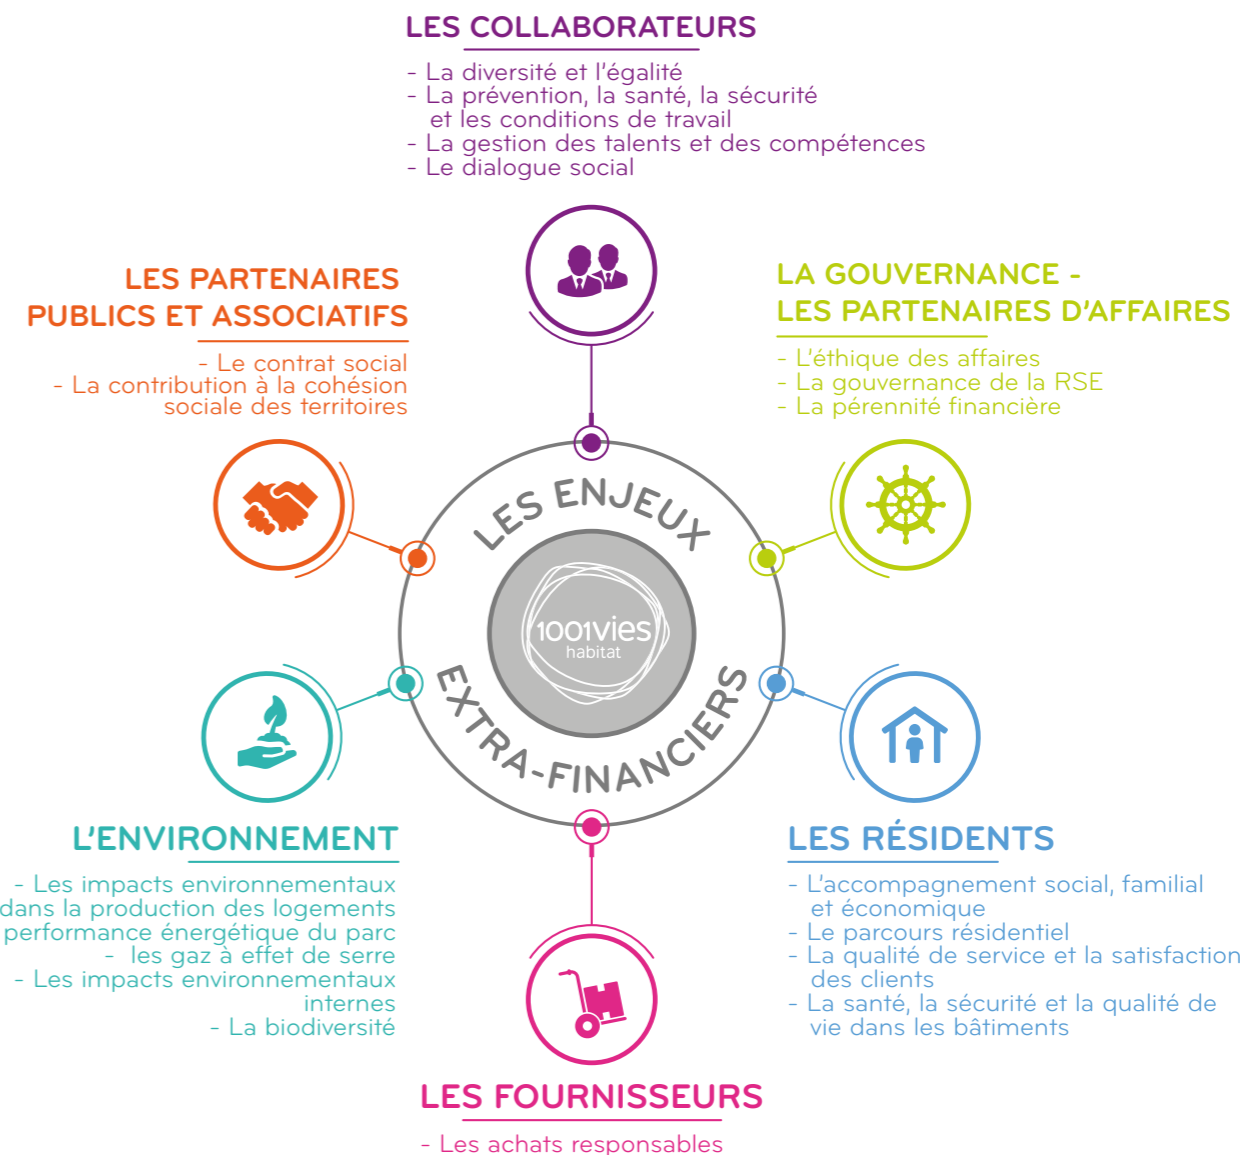 LES COLLABORATEURS
- La diversité et l'égalité
- La prévention, la santé, la sécurité
et les conditions de travail
- La gestion des talents et des compétences
- Le dialogue social
LES PARTENAIRES
PUBLICS ET ASSOCIATIFS
- Le contrat social
- La contribution à la cohésion
sociale des territoires
LA GOUVERNANCE -
LES PARTENAIRES D'AFFAIRES
- L'éthique des affaires
- La gouvernance de la RSE
- La pérennité financière
LES ENJEUX
EXTRA-FINANCIERS
1001vies
habitat
L'ENVIRONNEMENT
- Les impacts environnementaux
dans la production des logements
performance énergétique du parc
- les gaz à effet de serre
- Les impacts environnementaux
internes
- La biodiversité
LES RÉSIDENTS
- L'accompagnement social, familial
et économique
- Le parcours résidentiel
- La qualité de service et la satisfaction
des clients
- La santé, la sécurité et la qualité de
vie dans les bâtiments
LES FOURNISSEURS
- Les achats responsables